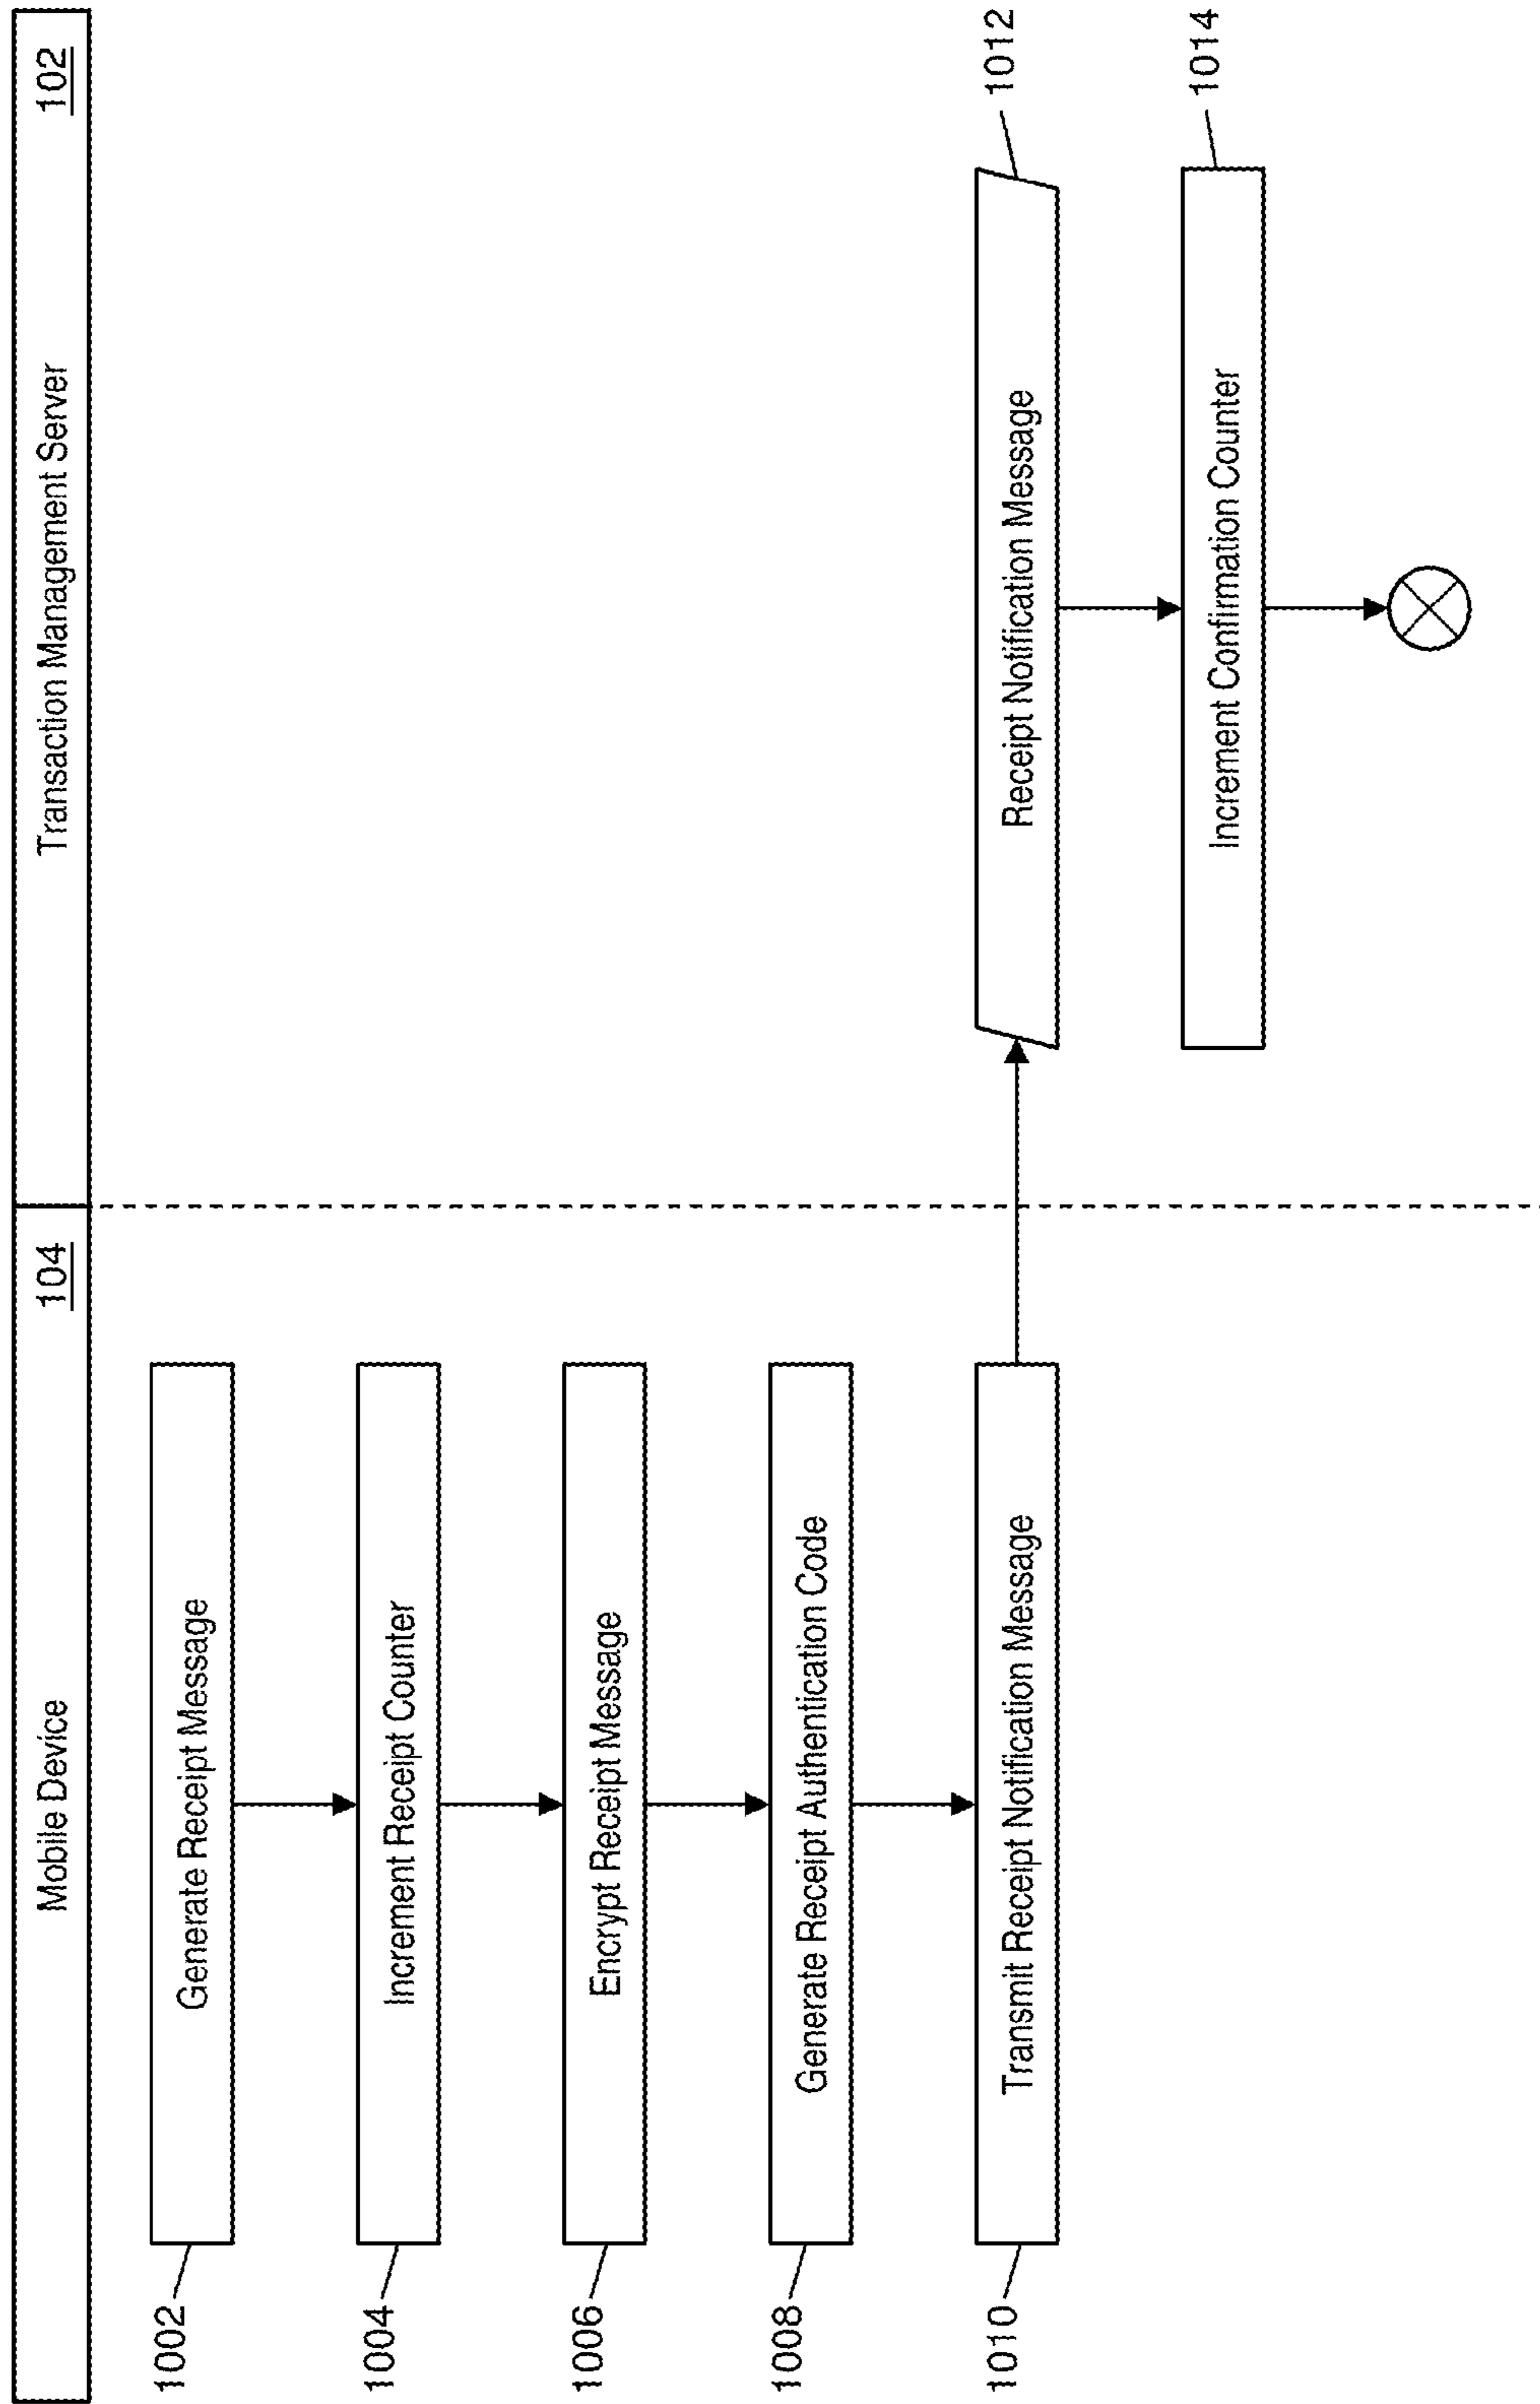 Mobile Device
104
Transaction Management Server
102
1002
Generate Receipt Message
1004
Increment Receipt Counter
1006
Encrypt Receipt Message
1008
Generate Receipt Authentication Code
1010
Transmit Receipt Notification Message
Receipt Notification Message
1012
Increment Confirmation Counter
1014